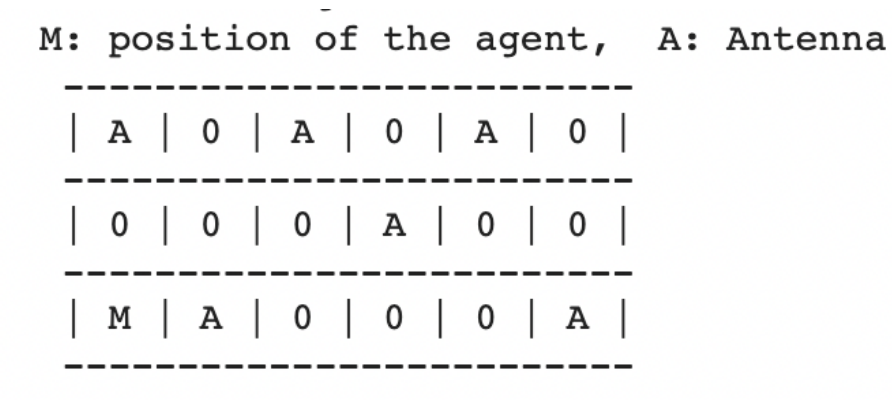 M: position of the agent,  A: Antenna
-------------------------
| A | 0 | A | 0 | A | 0 |
-------------------------
| 0 | 0 | 0 | A | 0 | 0 |
-------------------------
| M | A | 0 | 0 | 0 | A |
-------------------------